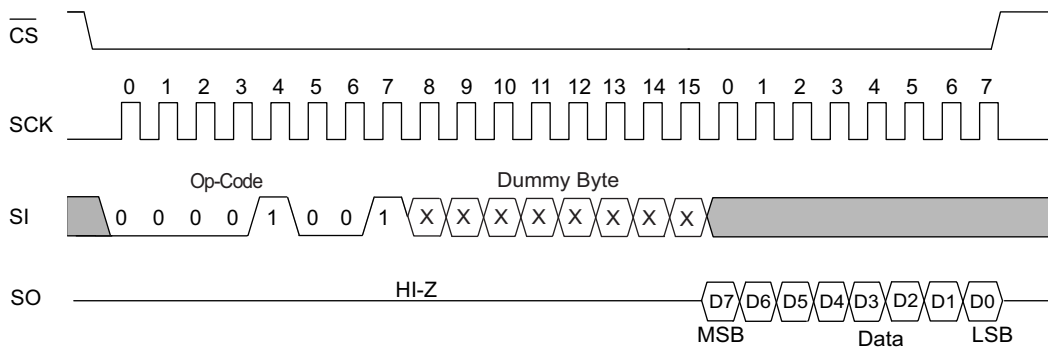 CS
0 1 2 3 4 5 6 7 8 9 10 11 12 13 14 15 0 1 2 3 4 5 6 7
SCK
Op-Code Dummy Byte
SI 0 0 0 0 1 0 0 1 X X X X X X X X
HI-Z
SO D7 D6 D5 D4 D3 D2 D1 D0
MSB Data LSB